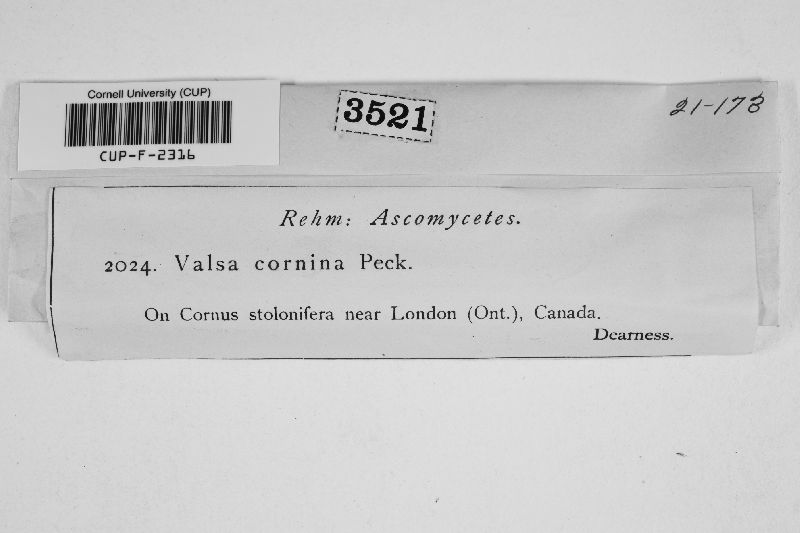 Cornell University (CUP)
CUP-F-2316
3521
21-173
Rehm: Ascomycetes.
2024. Valsa cornina Peck.
On Cornus stolonifera near London (Ont.), Canada.
Dearness.